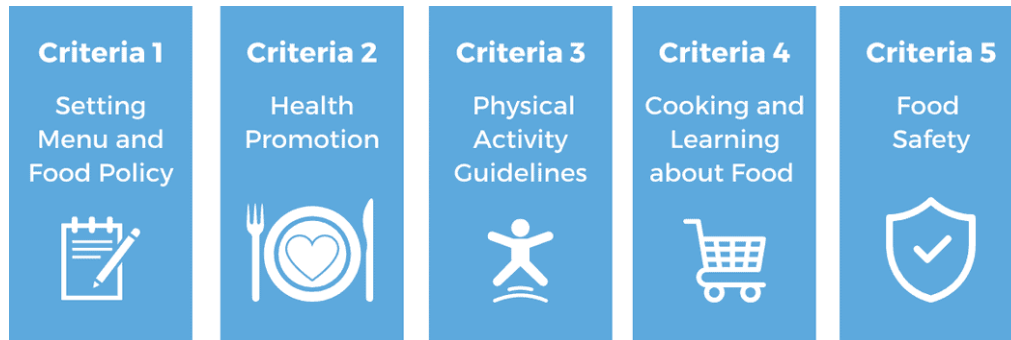 Criteria 1
Setting
Menu and
Food Policy
Criteria 2
Health
Promotion
Criteria 3
Physical
Activity
Guidelines
Criteria 4
Cooking and
Learning
about Food
Criteria 5
Food
Safety